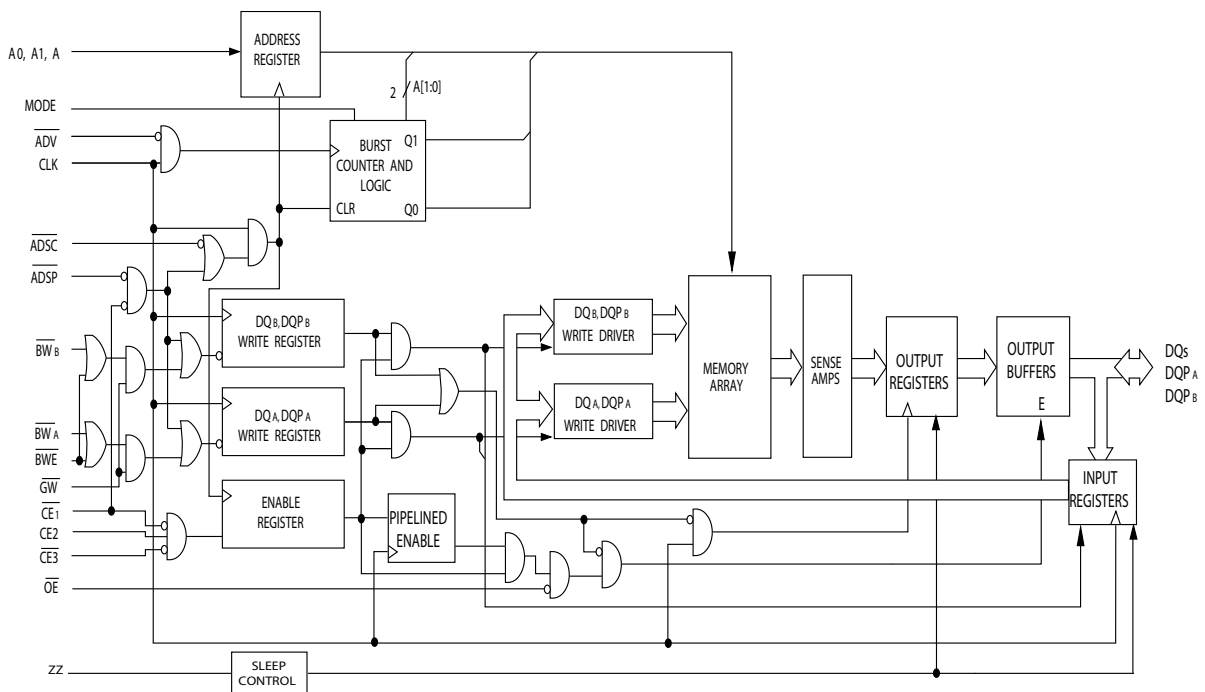 A0, A1, A
ADDRESS
REGISTER
2
A[1:0]
MODE
ADV
CLK
BURST
COUNTER AND
LOGIC
Q1
CLR
Q0
ADSC
ADSP
DQB, DQPB
WRITE REGISTER
DQB, DQPB
WRITE DRIVER
BWB
MEMORY
ARRAY
SENSE
AMPS
OUTPUT
REGISTERS
OUTPUT
BUFFERS
E
DQs
DQPA
DQPB
DQA, DQPA
WRITE REGISTER
DQA, DQPA
WRITE DRIVER
BWA
BWE
GW
CE1
CE2
CE3
ENABLE
REGISTER
PIPELINED
ENABLE
INPUT
REGISTERS
OE
ZZ
SLEEP
CONTROL